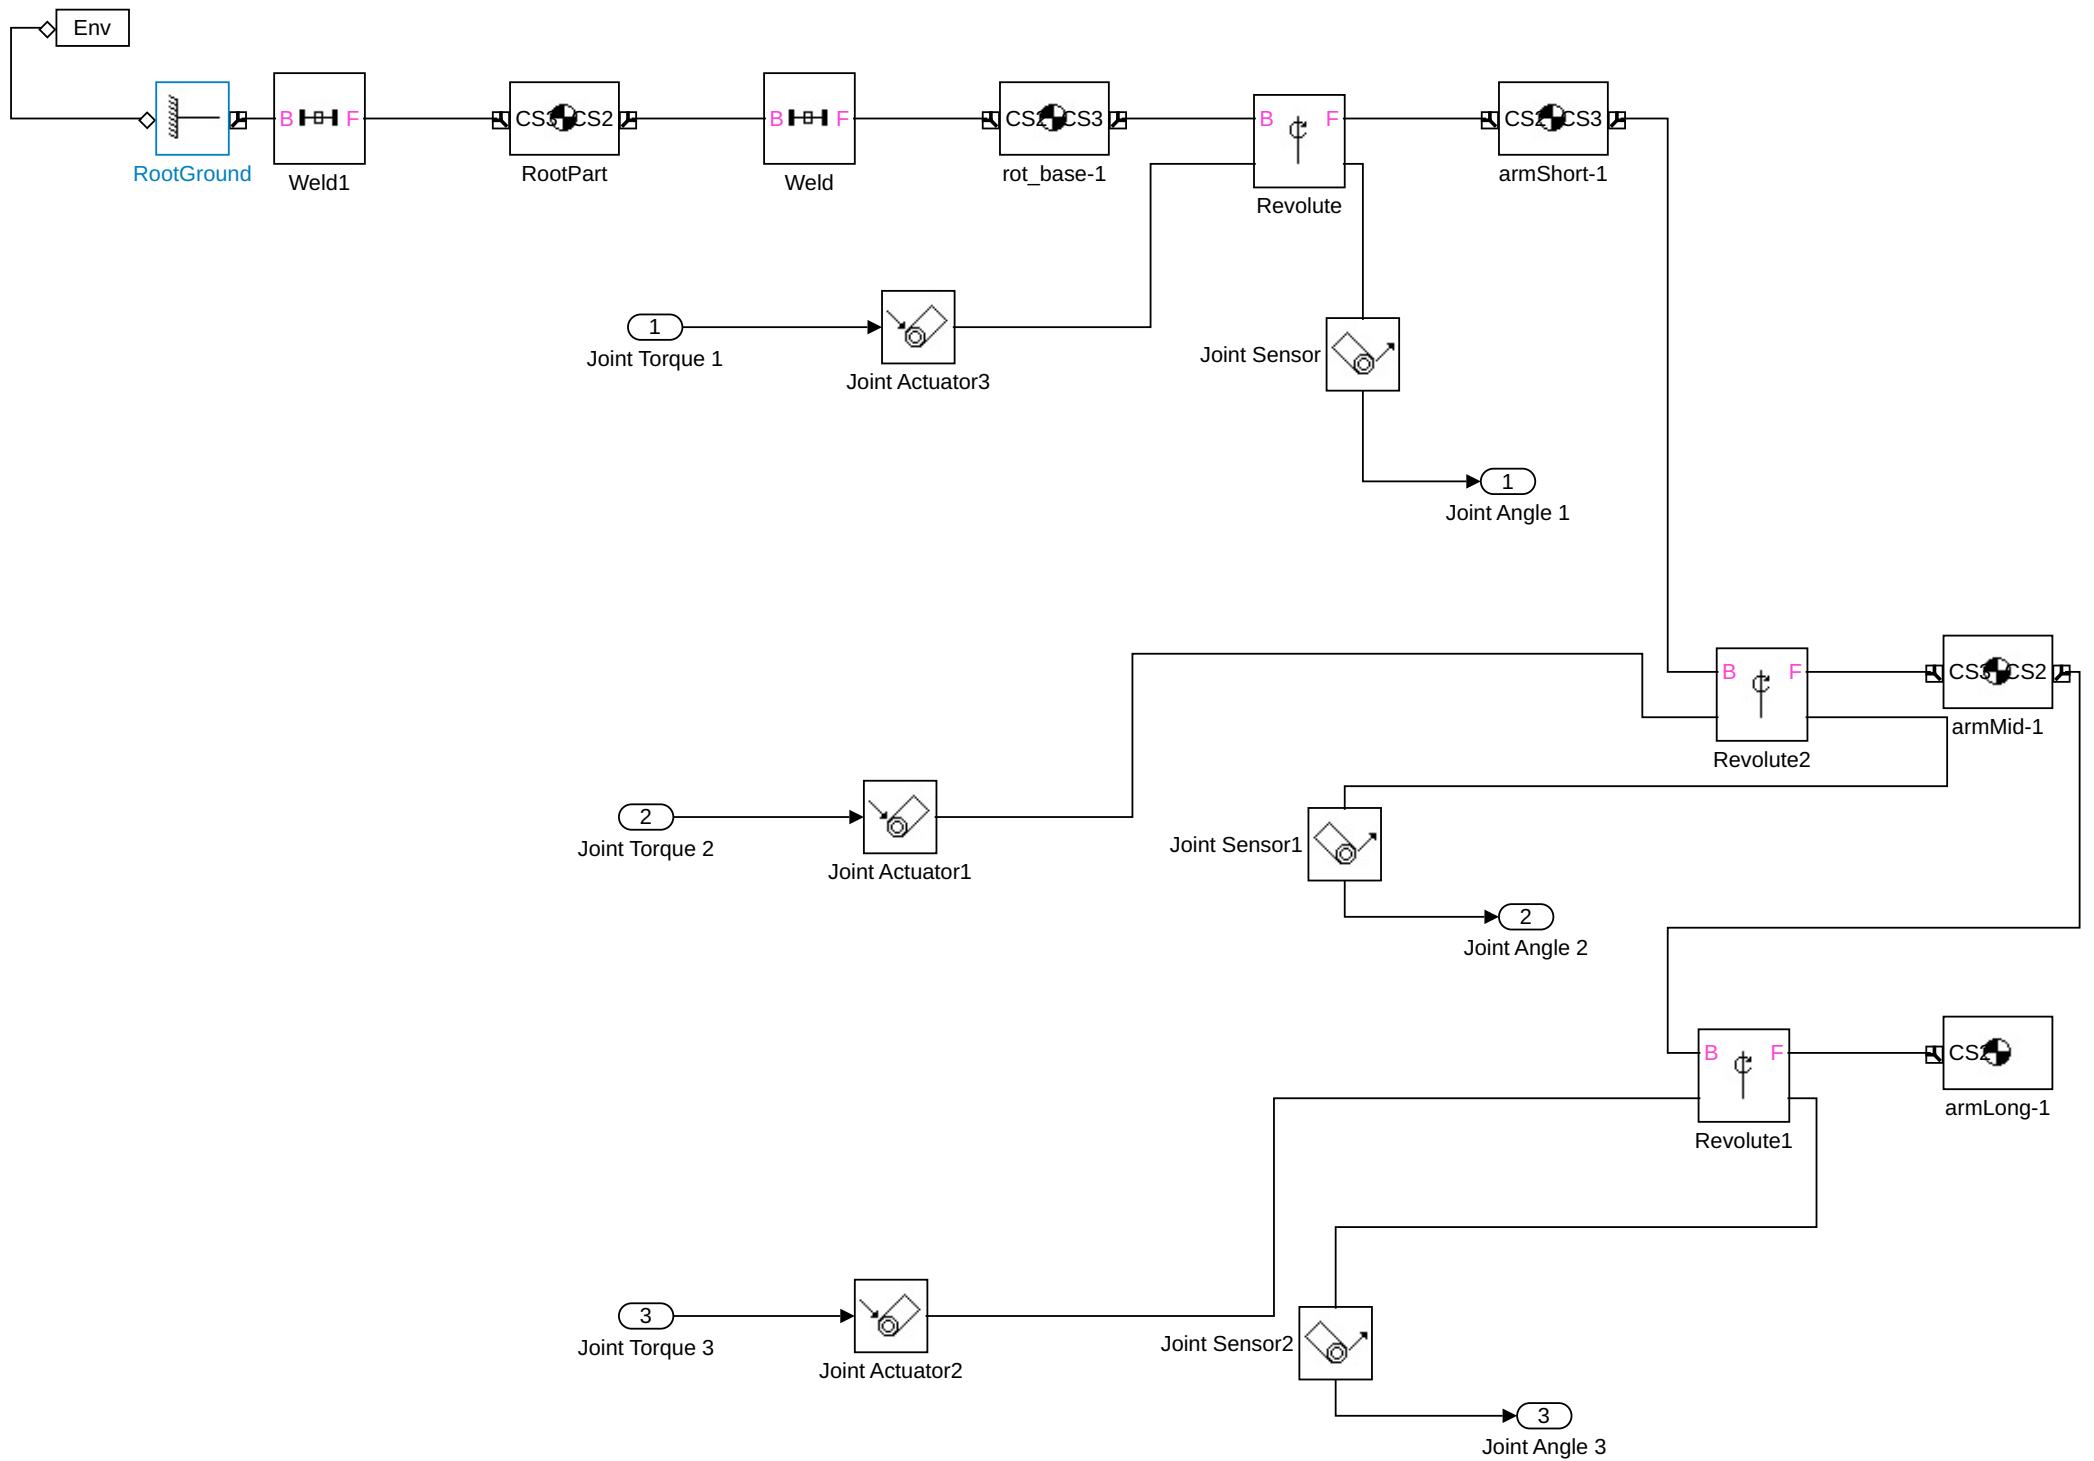 Env
B F CS3 CS2 B F CS2 CS3 B F CS2 CS3
RootGround Weld1 RootPart Weld rot_base-1 Revolute armShort-1
1
Joint Torque 1
Joint Actuator3
Joint Sensor
1
Joint Angle 1
B F CS3 CS2
armMid-1
Revolute2
2
Joint Torque 2
Joint Actuator1
Joint Sensor1
2
Joint Angle 2
B F CS2
armLong-1
Revolute1
3
Joint Torque 3
Joint Actuator2
Joint Sensor2
3
Joint Angle 3